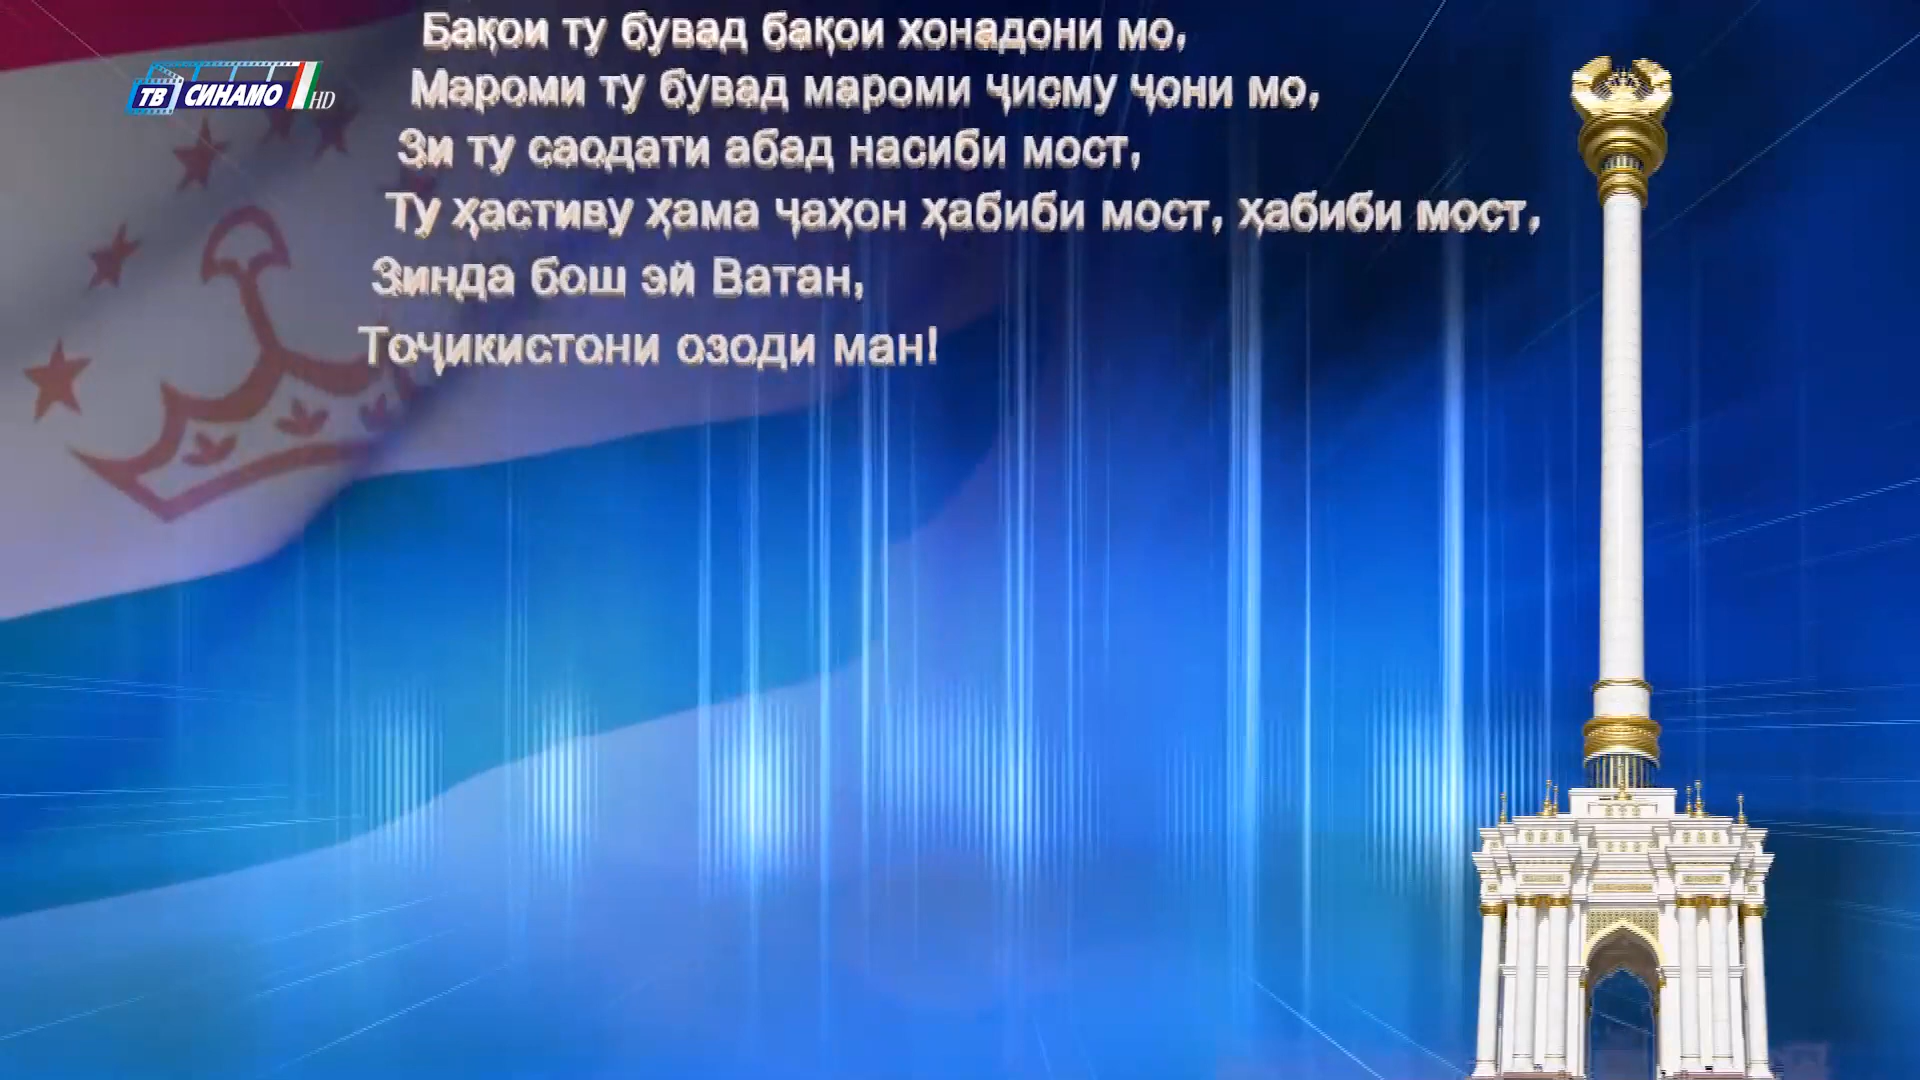 Бақои ту бувад бақои хонадони мо,
ТВ СИНАМО HD
Мароми ту бувад мароми ҷисму ҷони мо,
Зи ту саодати абад насиби мост,
Ту ҳастиву ҳама ҷаҳон ҳабиби мост, ҳабиби мост,
Зинда бош эй Ватан,
Тоҷикистони озоди ман!